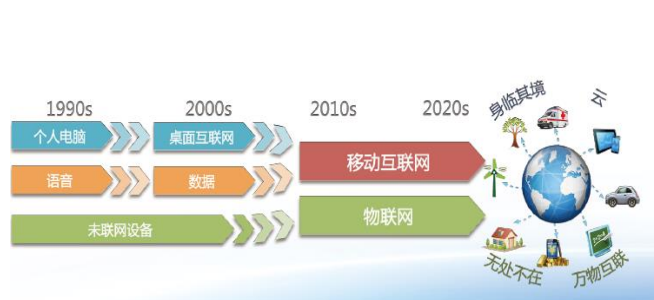 1990s
2000s
2010s
2020s
个人电脑
桌面互联网
语音
数据
未联网设备
移动互联网
物联网
身临其境
云
无处不在
万物互联